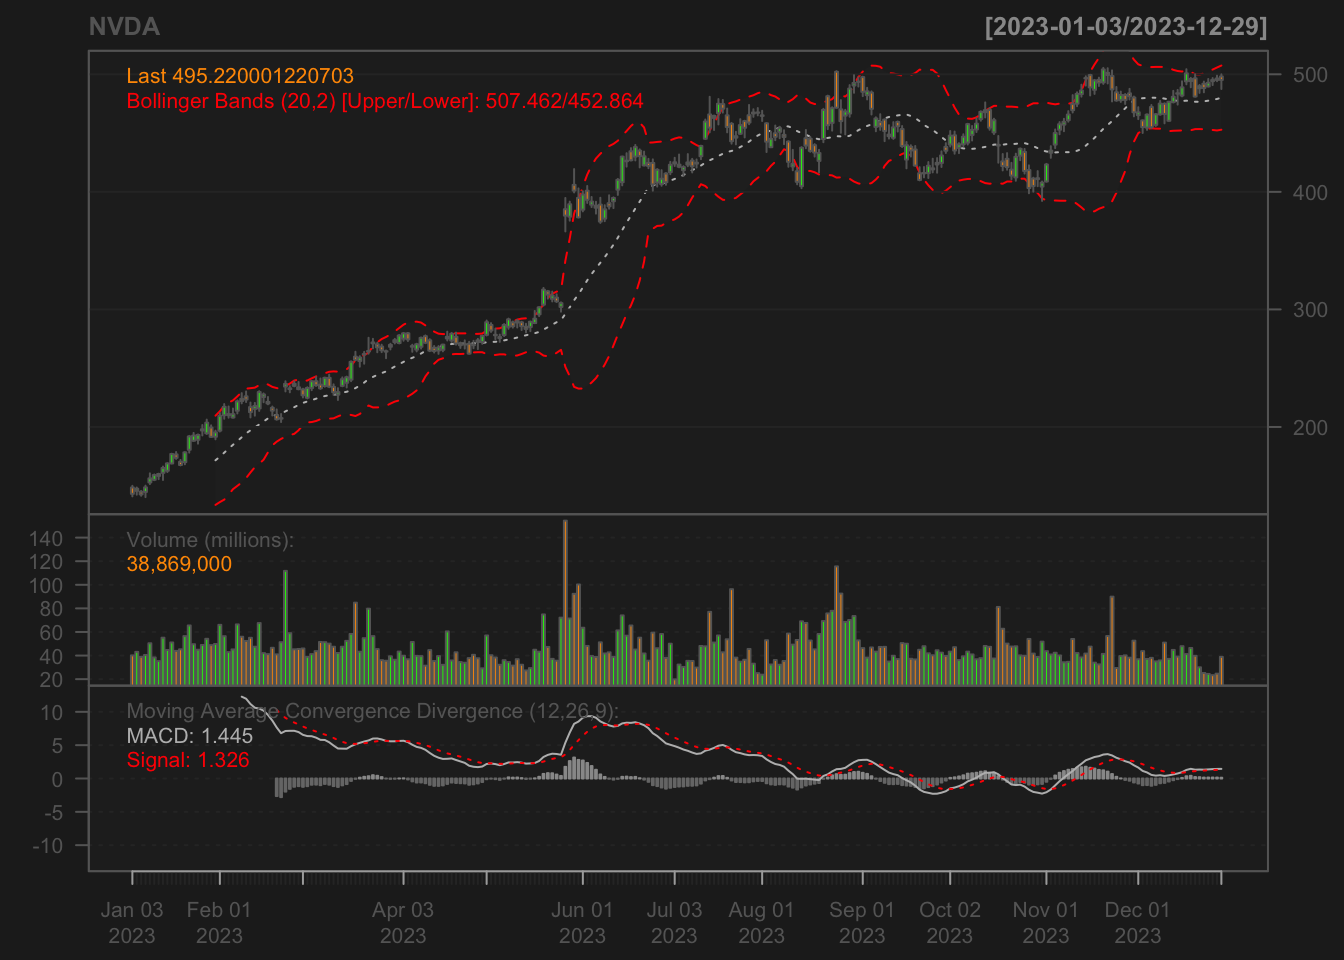 NVDA
[2023-01-03/2023-12-29]
Last 495.220001220703
Bollinger Bands (20,2) [Upper/Lower]: 507.462/452.864
500
400
300
200
Volume (millions):
38,869,000
140
120
100
80
60
40
20
Moving Average Convergence Divergence (12,26,9):
MACD: 1.445
Signal: 1.326
10
5
0
-5
-10
Jan 03 Feb 01 Apr 03 Jun 01 Jul 03 Aug 01 Sep 01 Oct 02 Nov 01 Dec 01
2023 2023 2023 2023 2023 2023 2023 2023 2023 2023